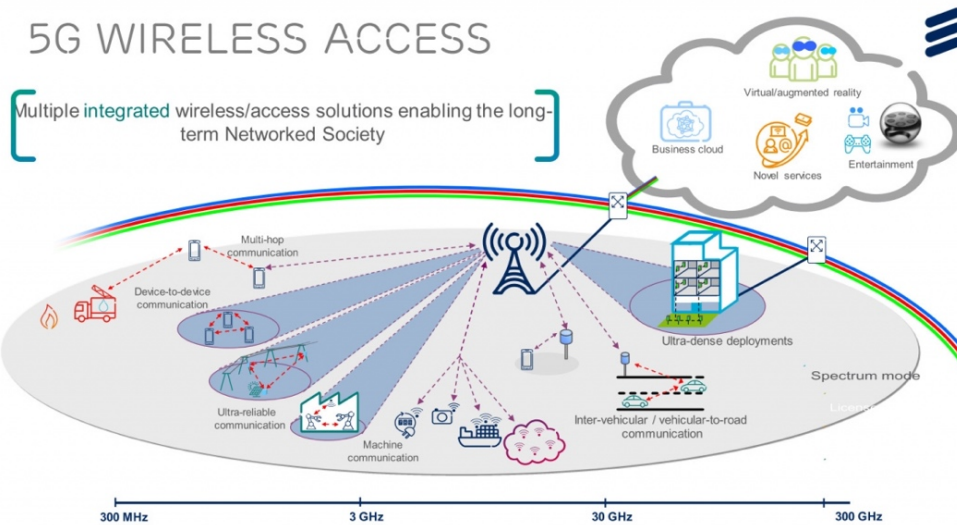 5G WIRELESS ACCESS
Multiple integrated wireless/access solutions enabling the long-
term Networked Society
Virtual/augmented reality
Business cloud
Novel services
Entertainment
Multi-hop
communication
Device-to-device
communication
Ultra-dense deployments
Spectrum mode
Ultra-reliable
communication
Machine
communication
Inter-vehicular / vehicular-to-road
communication
300 MHz
3 GHz
30 GHz
300 GHz